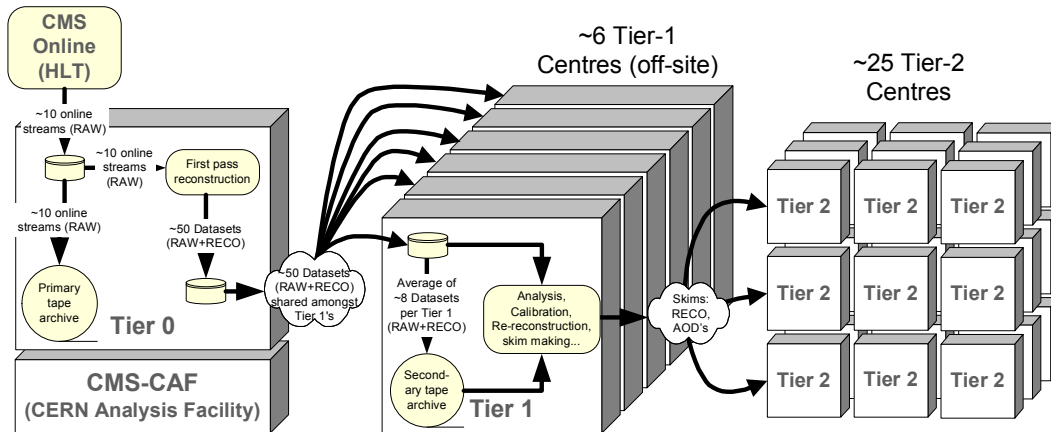 CMS
Online
(HLT)
~10 online
streams (RAW)
~10 online
streams
(RAW)
First pass
reconstruction
~10 online
streams (RAW)
~50 Datasets
(RAW+RECO)
Primary
tape
archive
Tier 0
CMS-CAF
(CERN Analysis Facility)
~50 Datasets
(RAW+RECO)
shared amongst
Tier 1's
~6 Tier-1
Centres (off-site)
Average of
~8 Datasets
per Tier 1
(RAW+RECO)
Analysis,
Calibration,
Re-reconstruction,
skim making...
Second-
ary tape
archive
Tier 1
Skims:
RECO,
AOD's
~25 Tier-2
Centres
Tier 2
Tier 2
Tier 2
Tier 2
Tier 2
Tier 2
Tier 2
Tier 2
Tier 2